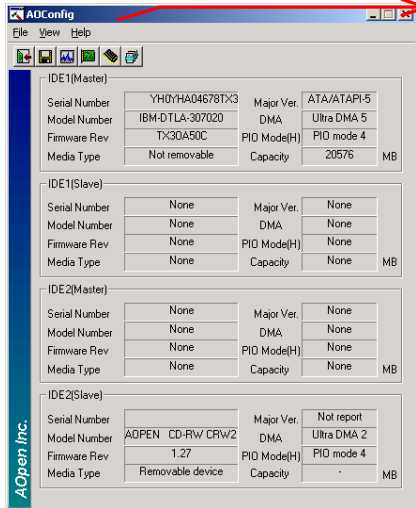 AOConfig
File View Help
IDE1(Master)
Serial Number YH0YHA04678TX3 Major Ver. ATA/ATAPI-5
Model Number IBM-DTLA-307020 DMA Ultra DMA 5
Firmware Rev TX3OA50C PIO Mode(H) PIO mode 4
Media Type Not removable Capacity 20576 MB
IDE1(Slave)
Serial Number None Major Ver. None
Model Number None DMA None
Firmware Rev None PIO Mode(H) None
Media Type None Capacity None MB
IDE2(Master)
Serial Number None Major Ver. None
Model Number None DMA None
Firmware Rev None PIO Mode(H) None
Media Type None Capacity None MB
IDE2(Slave)
Serial Number Major Ver. Not report
Model Number AOPEN CD-RW CRW2 DMA Ultra DMA 2
Firmware Rev 1.27 PIO Mode(H) PIO mode 4
Media Type Removable device Capacity - MB
AOpen Inc.